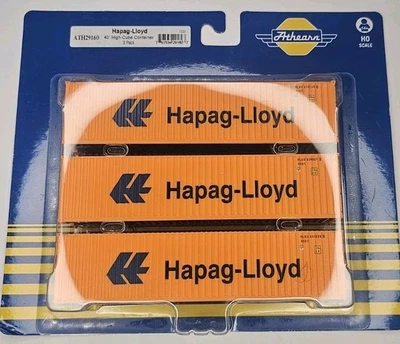 Hapag-Lloyd
ATH29160
40' High-Cube Container
3 Pack
Athearn
HO
SCALE
Hapag-Lloyd
Hapag-Lloyd
Hapag-Lloyd